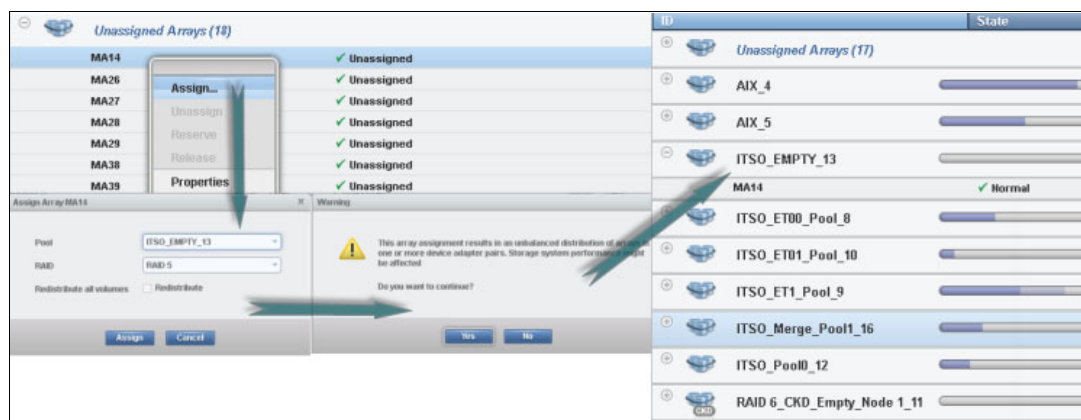 Unassigned Arrays (18)
MA14 Unassigned
MA26 Unassigned
MA27 Unassigned
MA28 Unassigned
MA29 Unassigned
MA38 Unassigned
MA39 Unassigned
Assign...
Unassign
Reserve
Release
Properties
Assign Array MA14 X
Pool ITSO_EMPTY_13
RAID RAID 5
Redistribute all volumes Redistribute
Assign Cancel
Warning
This array assignment results in an unbalanced distribution of arrays in
one or more device adapter pairs. Storage system performance might
be affected
Do you want to continue?
Yes No
ID State
Unassigned Arrays (17)
AIX_4
AIX_5
ITSO_EMPTY_13
MA14 Normal
ITSO_ET00_Pool_8
ITSO_ET01_Pool_10
ITSO_ET1_Pool_9
ITSO_Merge_Pool1_16
ITSO_Pool0_12
RAID 6_CKD_Empty_Node 1_11
CKD